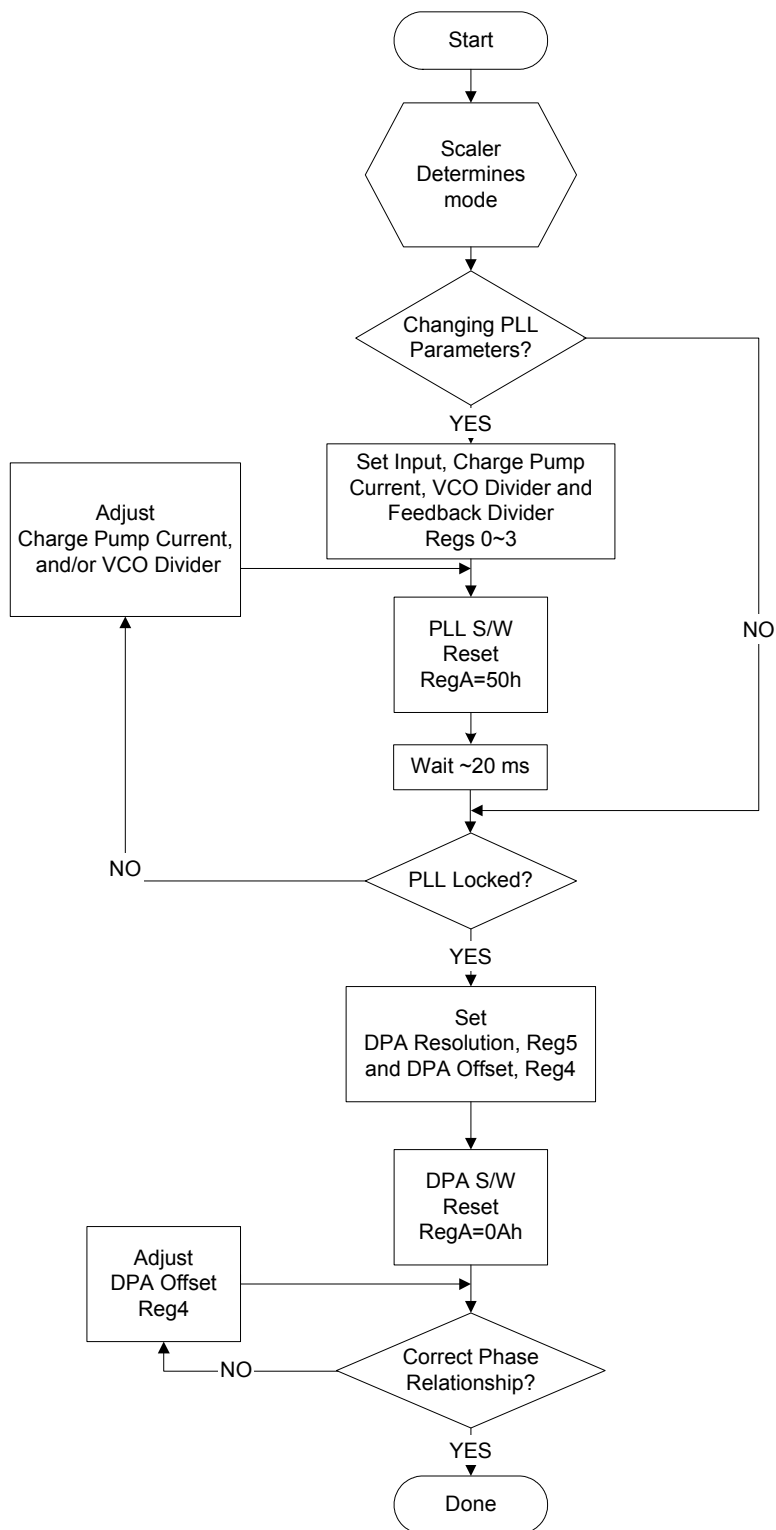 Start
Scaler
Determines
mode
Changing PLL
Parameters?
YES
Set Input, Charge Pump
Current, VCO Divider and
Feedback Divider
Regs 0~3
Adjust
Charge Pump Current,
and/or VCO Divider
PLL S/W
Reset
RegA=50h
NO
Wait ~20 ms
PLL Locked?
NO
YES
Set
DPA Resolution, Reg5
and DPA Offset, Reg4
DPA S/W
Reset
RegA=0Ah
Adjust
DPA Offset
Reg4
Correct Phase
Relationship?
NO
YES
Done